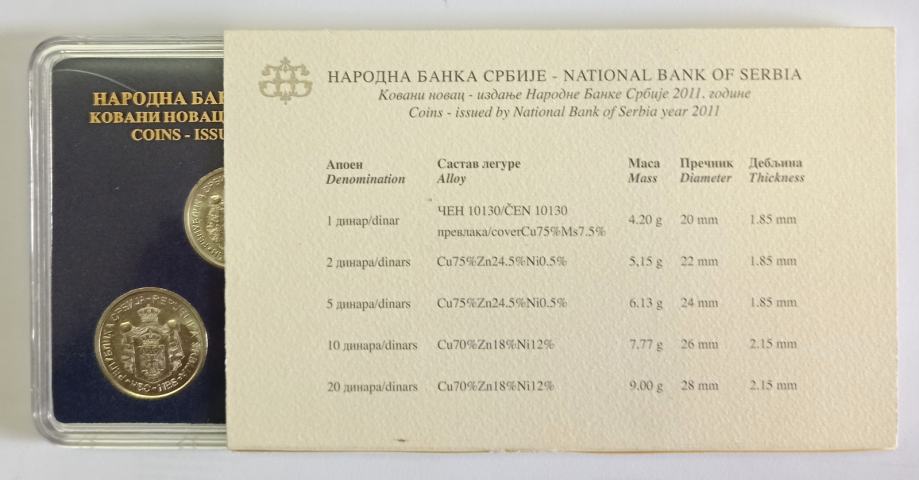 НАРОДНА БАНКА СРБИЈЕ - NATIONAL BANK OF SERBIA
Ковани новац - издање Народне Банке Србије 2011. године
Coins - issued by National Bank of Serbia year 2011
Апоен Састав легуре Маса Пречник Дебљина
Denomination Alloy Mass Diameter Thickness
1 динар/dinar ЧЕН 10130/ČEN 10130 4.20 g 20 mm 1.85 mm
превлака/coverCu75%Ms7.5%
2 динара/dinars Cu75%Zn24.5%Ni0.5% 5,15 g 22 mm 1.85 mm
5 динара/dinars Cu75%Zn24.5%Ni0.5% 6.13 g 24 mm 1.85 mm
10 динара/dinars Cu70%Zn18%Ni12% 7.77 g 26 mm 2.15 mm
20 динара/dinars Cu70%Zn18%Ni12% 9.00 g 28 mm 2.15 mm
НАРОДНА БАН
КОВАНИ НОВАЦ
COINS - ISSU